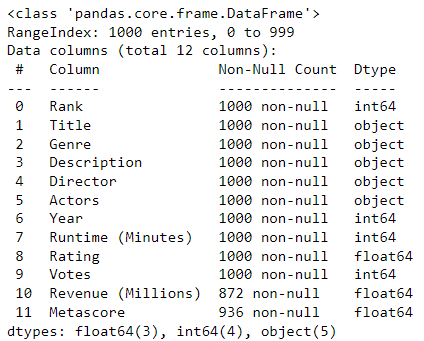 <class 'pandas.core.frame.DataFrame'>
RangeIndex: 1000 entries, 0 to 999
Data columns (total 12 columns):
 #   Column              Non-Null Count  Dtype
---  ------              --------------  -----
 0   Rank                1000 non-null   int64
 1   Title               1000 non-null   object
 2   Genre               1000 non-null   object
 3   Description         1000 non-null   object
 4   Director            1000 non-null   object
 5   Actors              1000 non-null   object
 6   Year                1000 non-null   int64
 7   Runtime (Minutes)   1000 non-null   int64
 8   Rating              1000 non-null   float64
 9   Votes               1000 non-null   int64
 10  Revenue (Millions)  872 non-null    float64
 11  Metascore           936 non-null    float64
dtypes: float64(3), int64(4), object(5)